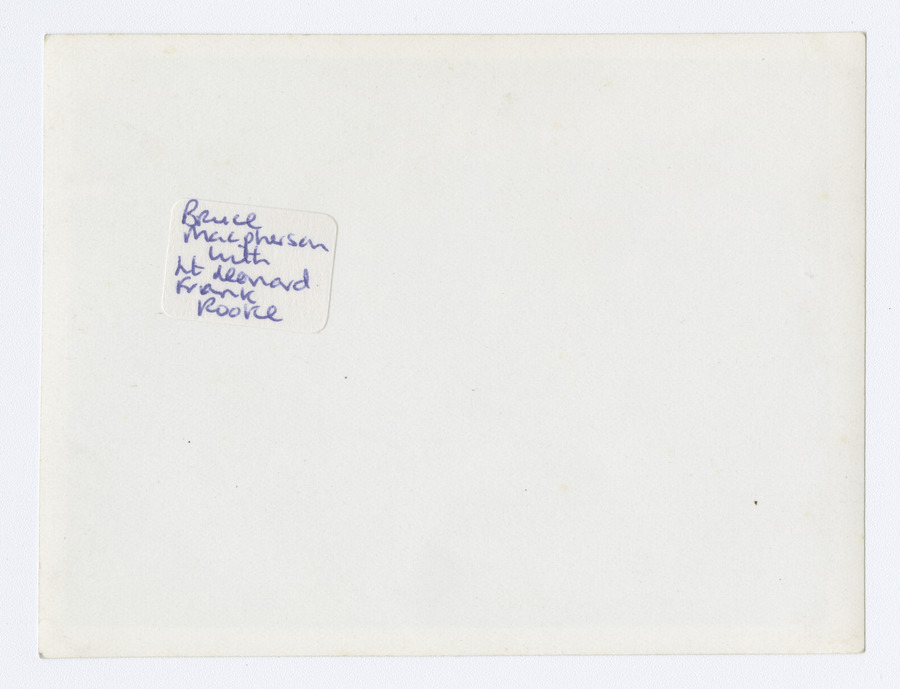 Bruce
Macpherson
with
Lt Leonard
Frank
Rooke